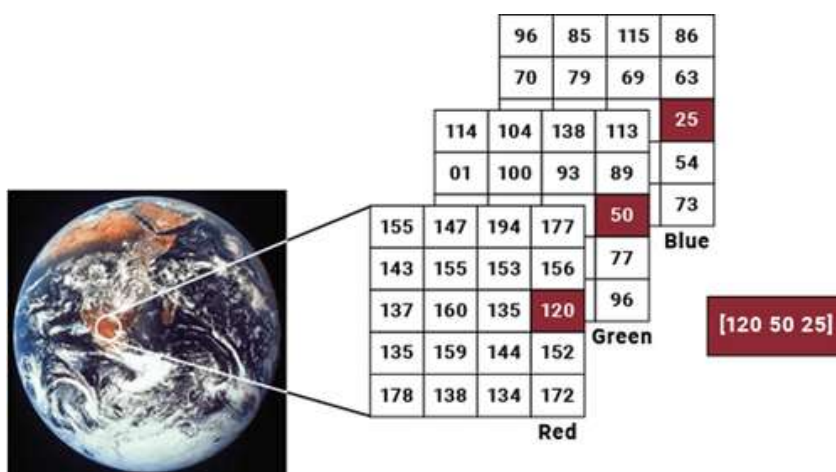 96 85 115 86
70 79 69 63
25
54
73
Blue
114 104 138 113
01 100 93 89
50
77
96
Green
155 147 194 177
143 155 153 156
137 160 135 120
135 159 144 152
178 138 134 172
Red
[120 50 25]